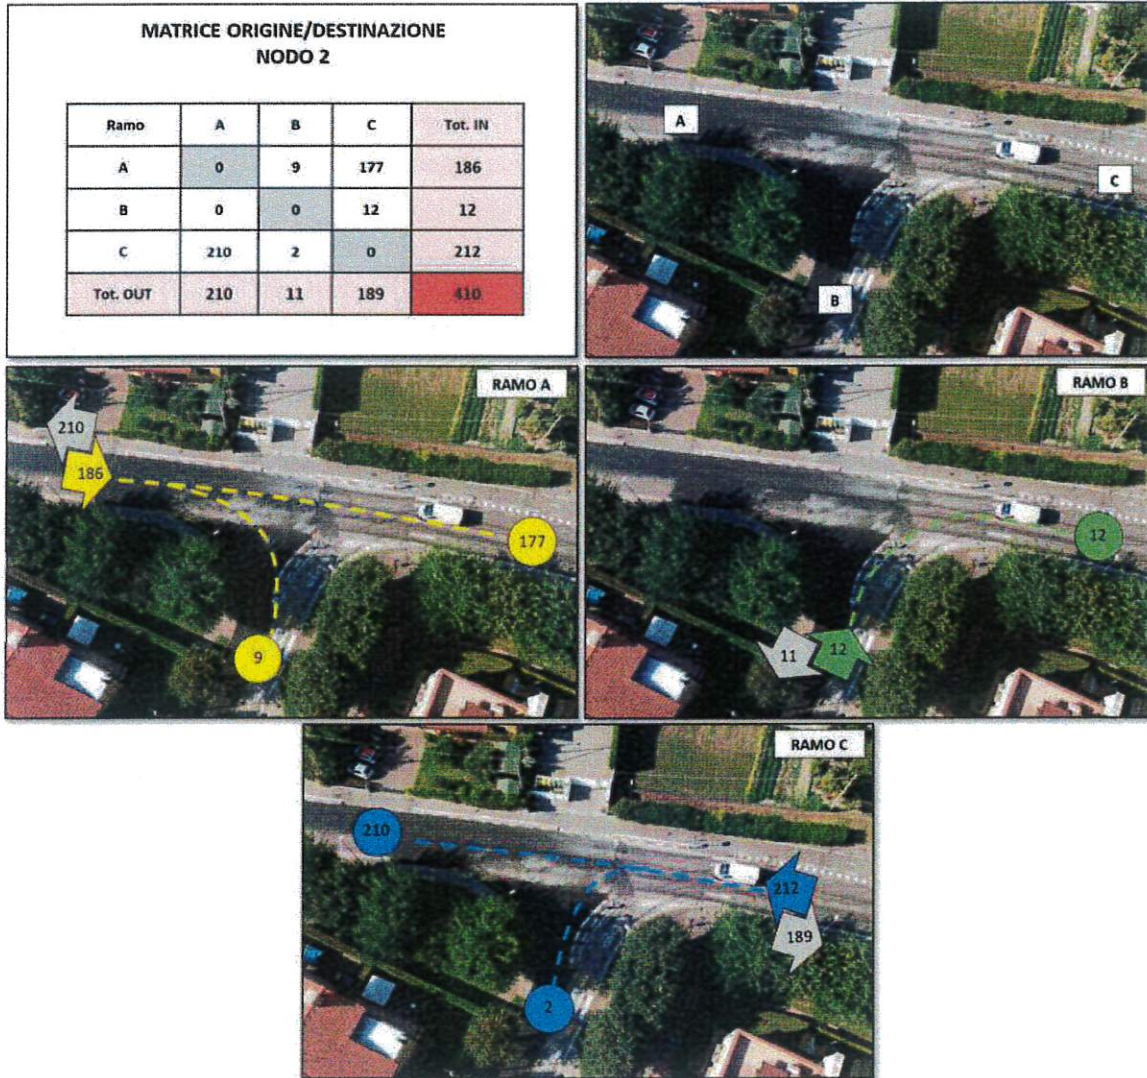 MATRICE ORIGINE/DESTINAZIONE
NODO 2
Ramo A B C Tot. IN
A 0 9 177 186
B 0 0 12 12
C 210 2 0 212
Tot. OUT 210 11 189 410
A
C
B
RAMO A
210
186
177
9
RAMO B
12
11
12
RAMO C
210
212
189
2